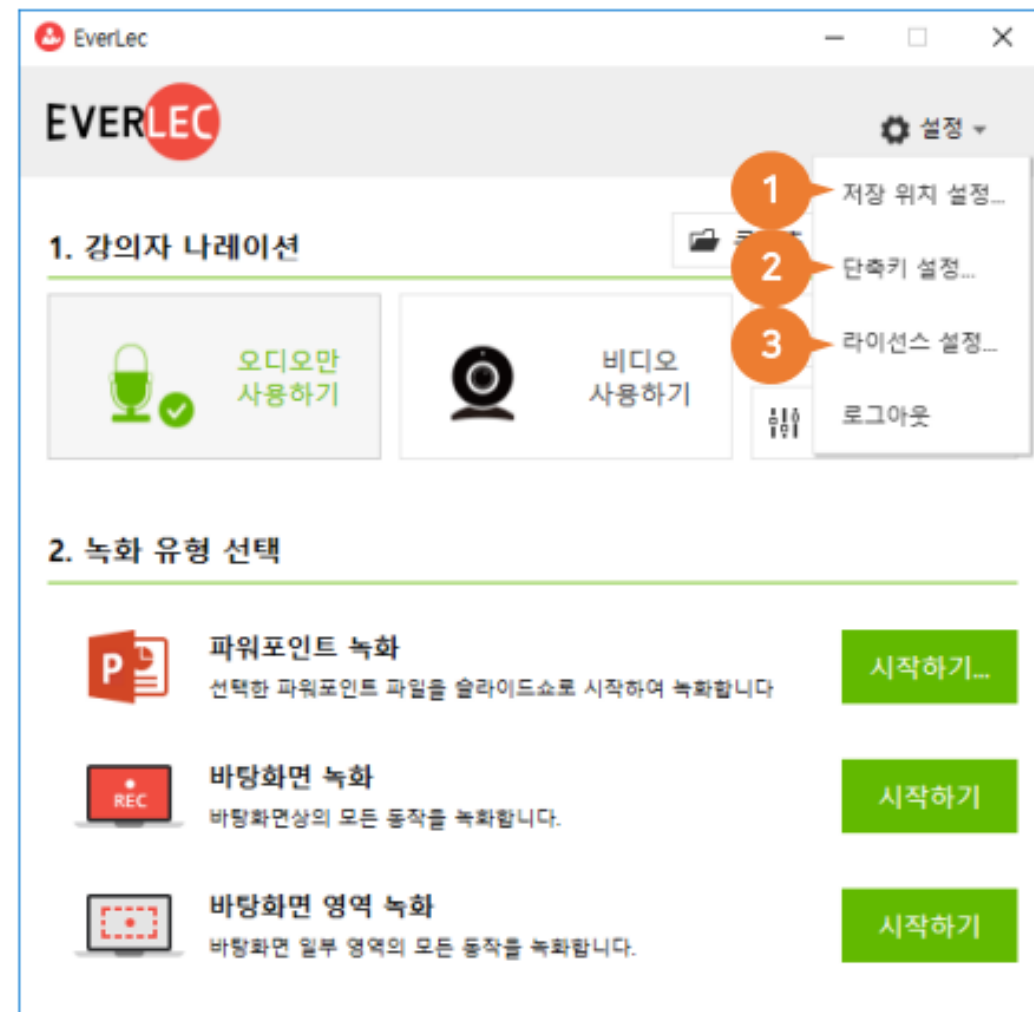 EverLec
EVERLEC
설정
1 저장 위치 설정...
2 단축키 설정...
3 라이선스 설정...
로그아웃
1. 강의자 나레이션
오디오만
사용하기
비디오
사용하기
2. 녹화 유형 선택
P
파워포인트 녹화
선택한 파워포인트 파일을 슬라이드쇼로 시작하여 녹화합니다
시작하기...
REC
바탕화면 녹화
바탕화면상의 모든 동작을 녹화합니다.
시작하기
바탕화면 영역 녹화
바탕화면 일부 영역의 모든 동작을 녹화합니다.
시작하기